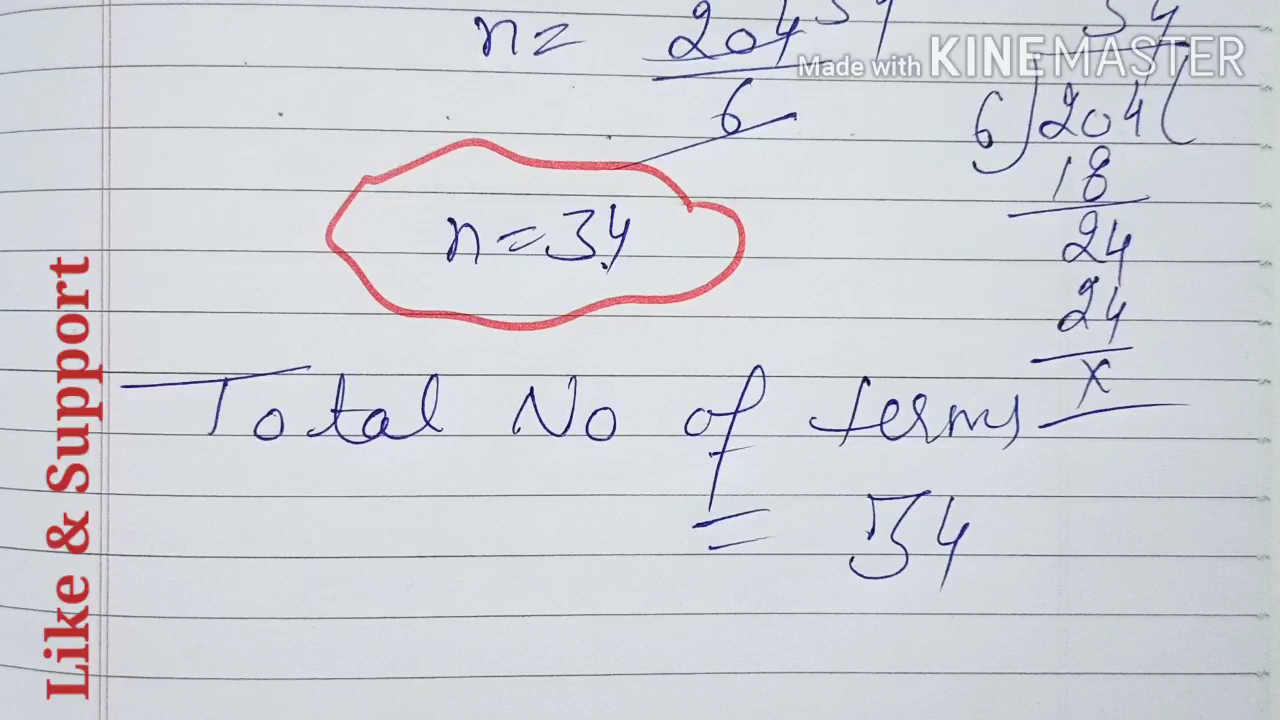 n= 204 34
6
Made with KINEMASTER
34
6)204(
18
24
24
x
n=34
Total No of terms
= 54
Like & Support